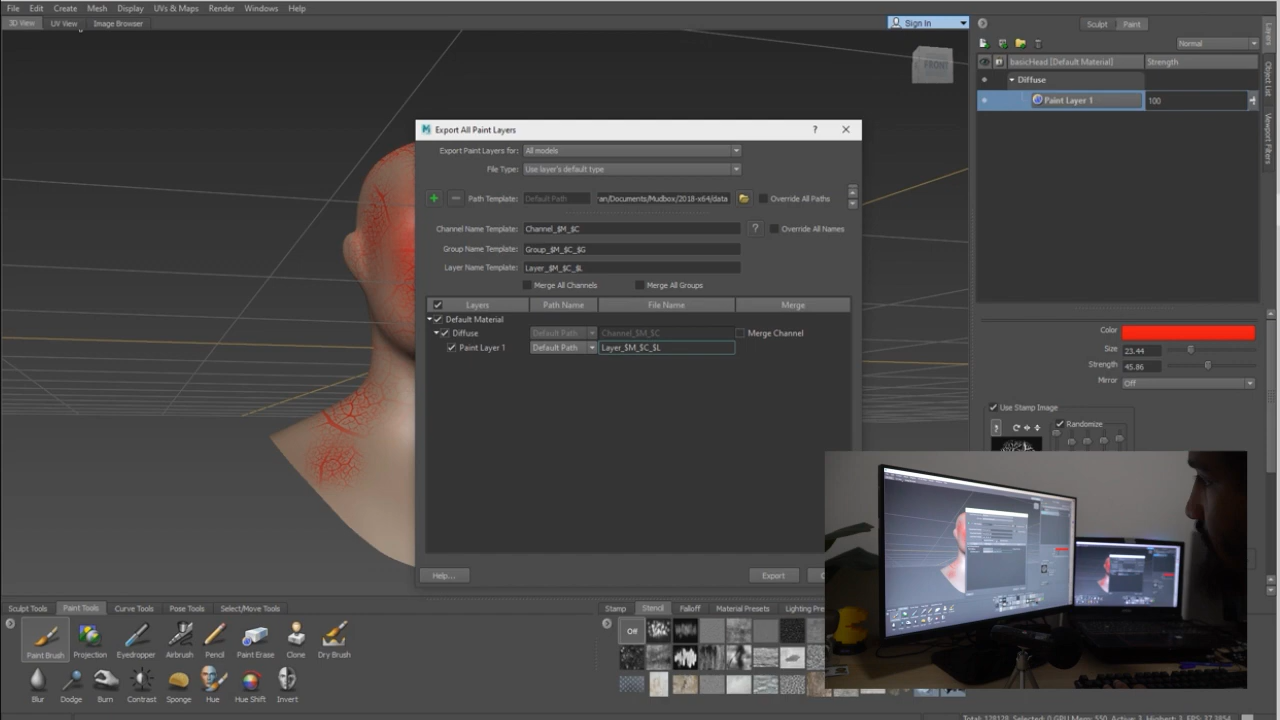 File Edit Create Mesh Display UVs & Maps Render Windows Help
3D View UV View Image Browser
Sign In
FRONT
Sculpt Paint
Normal
basicHead [Default Material] Strength
Diffuse
Paint Layer 1 100
Layers
Object List
Viewport Filters
Export All Paint Layers ?
Export Paint Layers for: All models
File Type: Use layer's default type
Path Template: Default Path an/Documents/Mudbox/2018-x64/data Override All Paths
Channel Name Template: Channel_$M_$C ? Override All Names
Group Name Template: Group_$M_$C_$G
Layer Name Template: Layer_$M_$C_$L
Merge All Channels Merge All Groups
Layers Path Name File Name Merge
Default Material
Diffuse Default Path Channel_$M_$C Merge Channel
Paint Layer 1 Default Path Layer_$M_$C_$L
Help... Export
Color
Size 23.44
Strength 45.86
Mirror Off
Use Stamp Image
Randomize
Sculpt Tools Paint Tools Curve Tools Pose Tools Select/Move Tools
Paint Brush Projection Eyedropper Airbrush Pencil Paint Erase Clone Dry Brush
Blur Dodge Burn Contrast Sponge Hue Hue Shift Invert
Stamp Stencil Falloff Material Presets Lighting Pre
Off